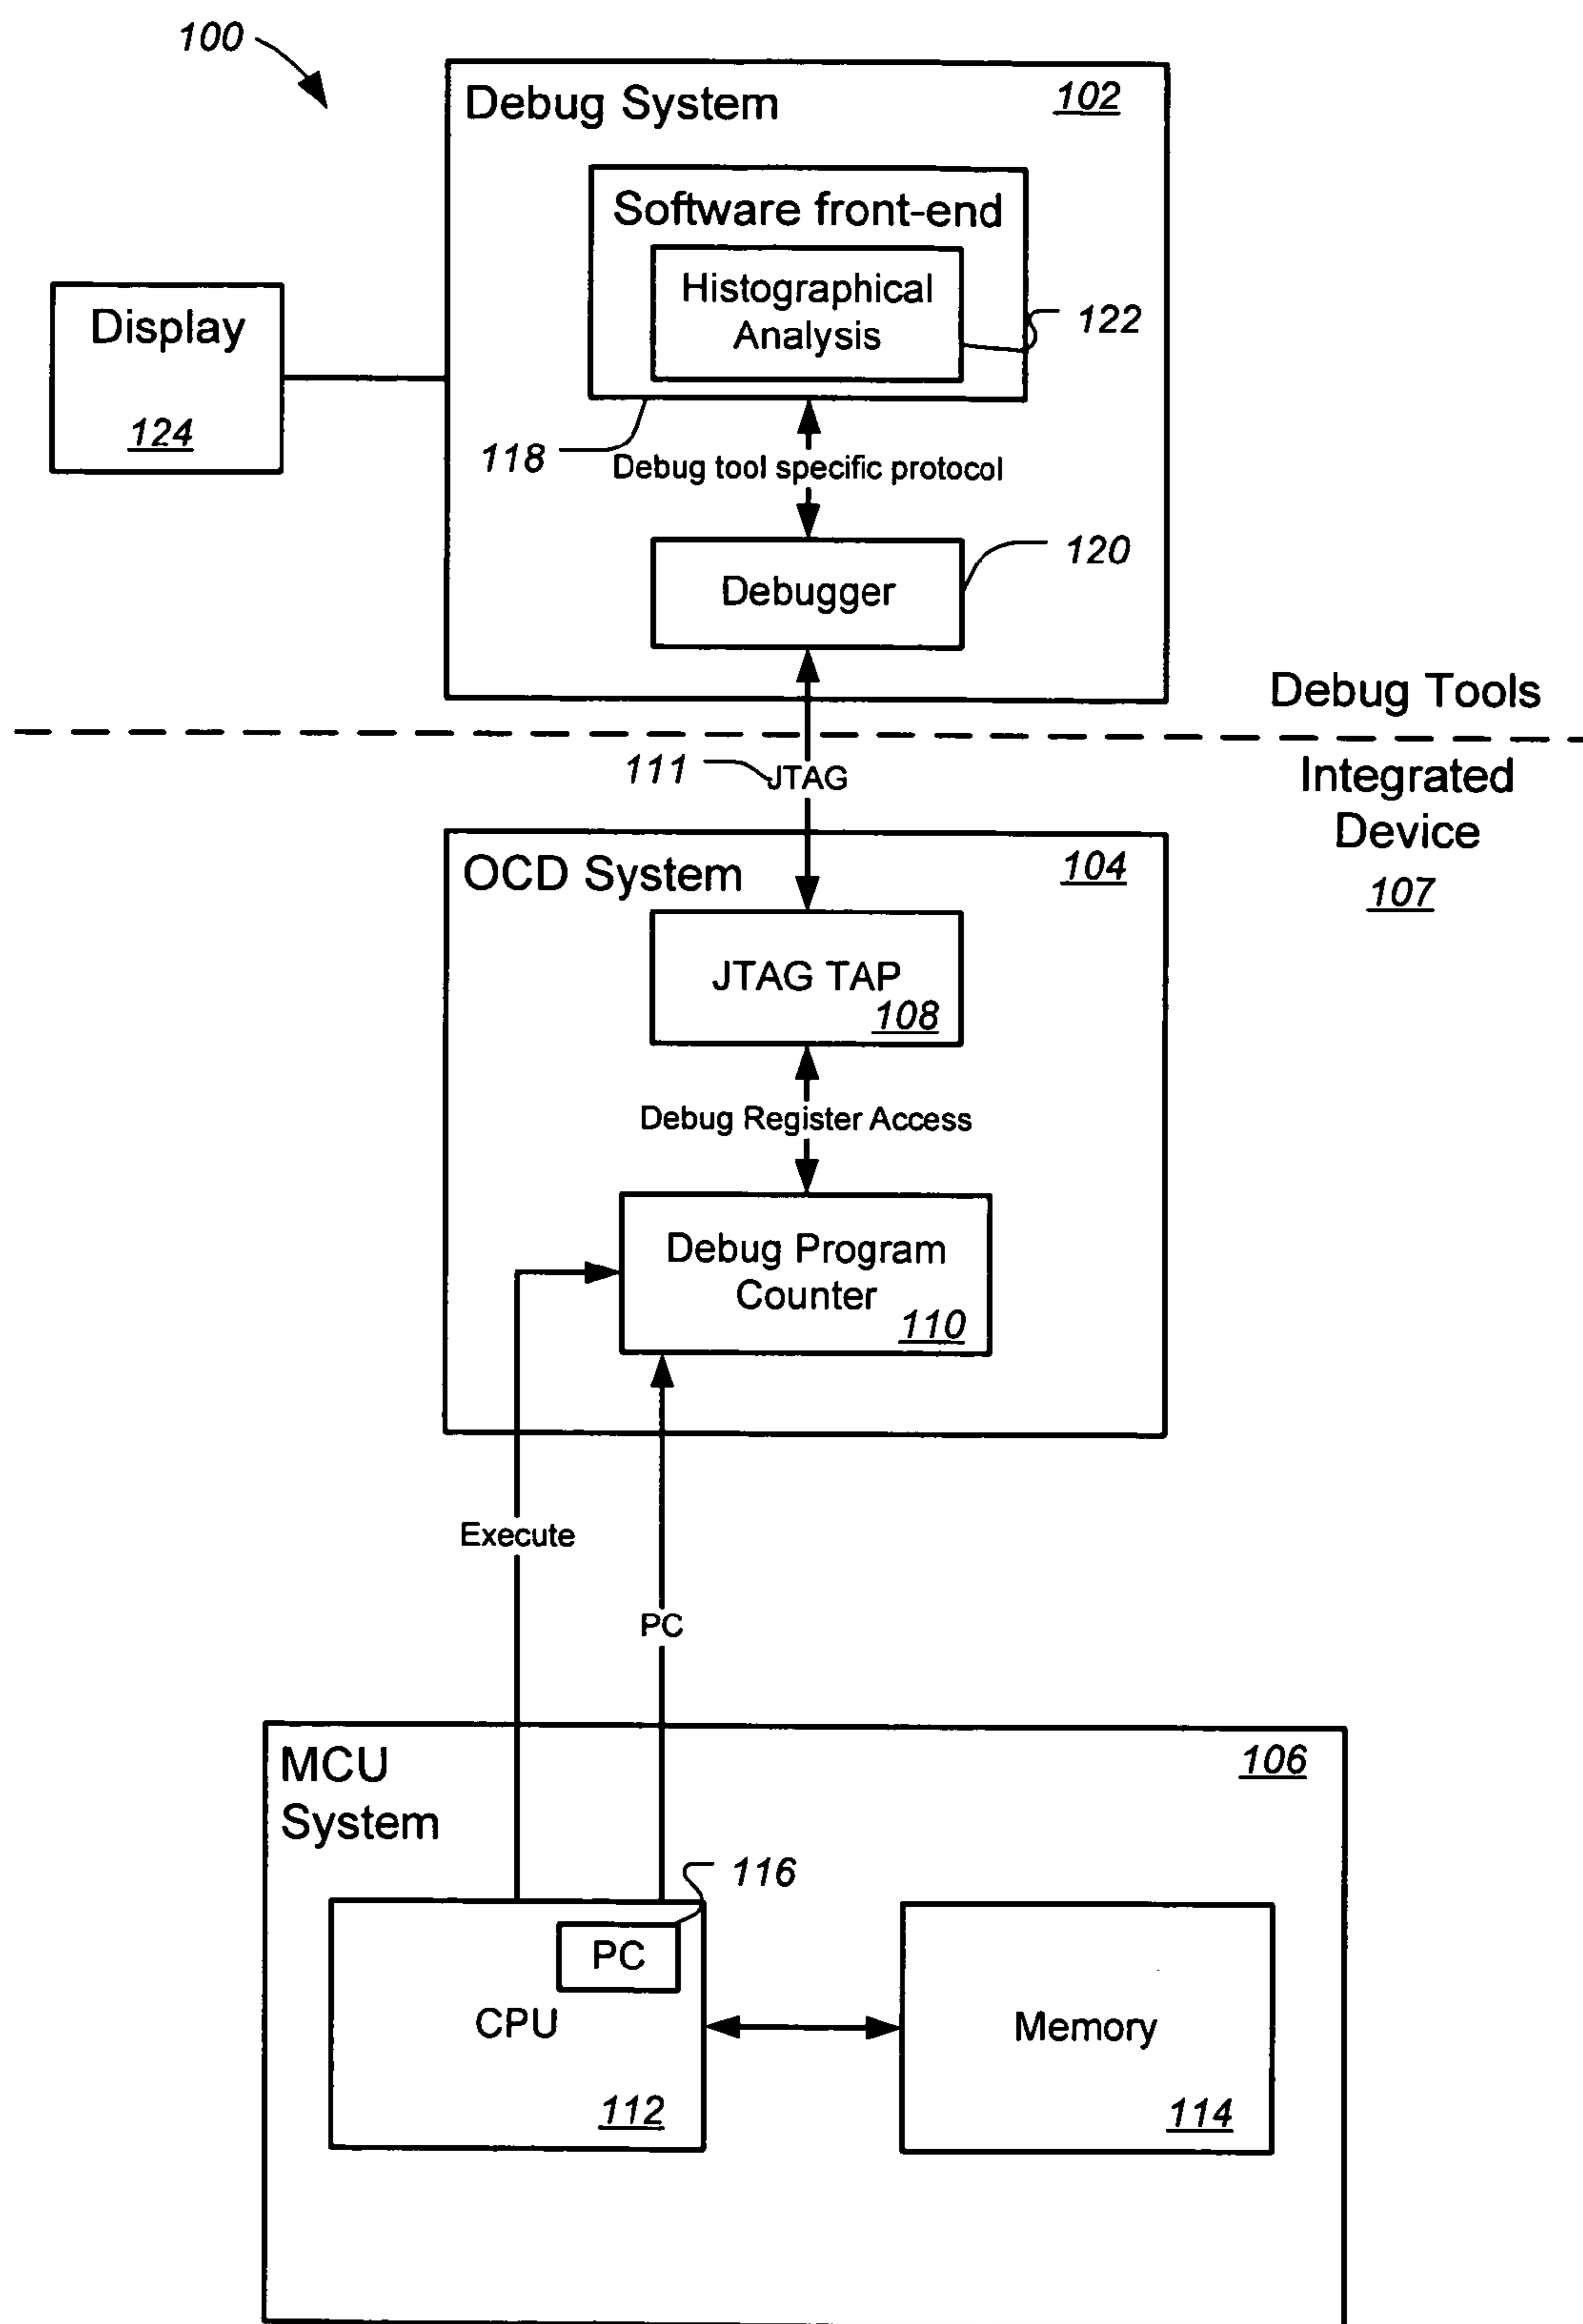 100
Debug System
102
Software front-end
Histographical
Analysis
122
Display
124
118
Debug tool specific protocol
120
Debugger
Debug Tools
111
JTAG
Integrated
Device
107
OCD System
104
JTAG TAP
108
Debug Register Access
Debug Program
Counter
110
Execute
PC
MCU
System
106
116
PC
CPU
112
Memory
114